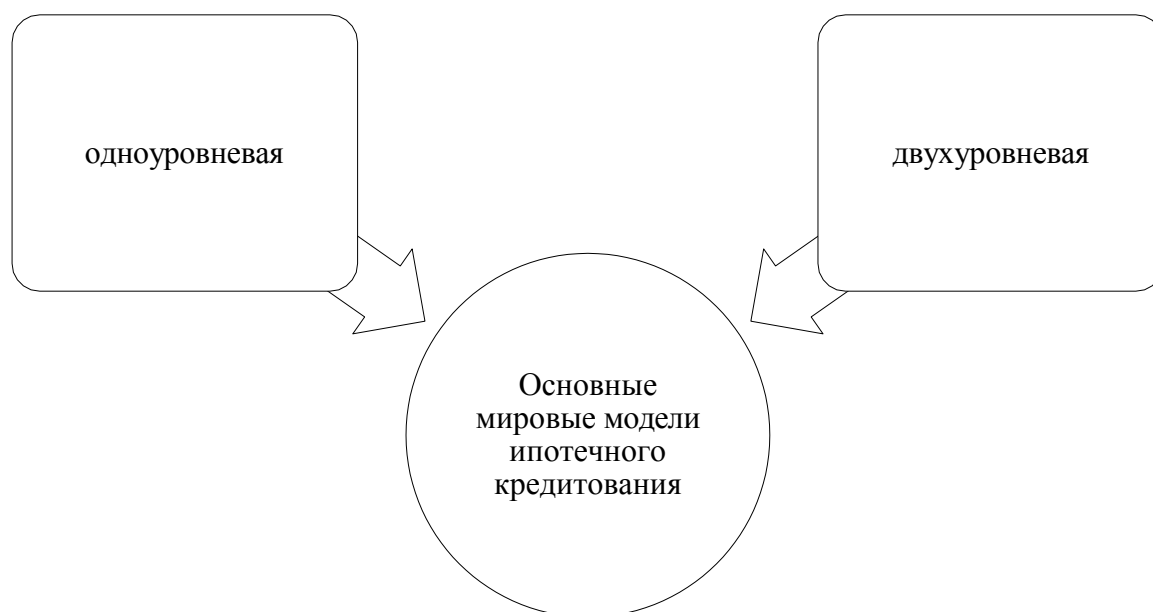 одноуровневая
двухуровневая
Основные
мировые модели
ипотечного
кредитования